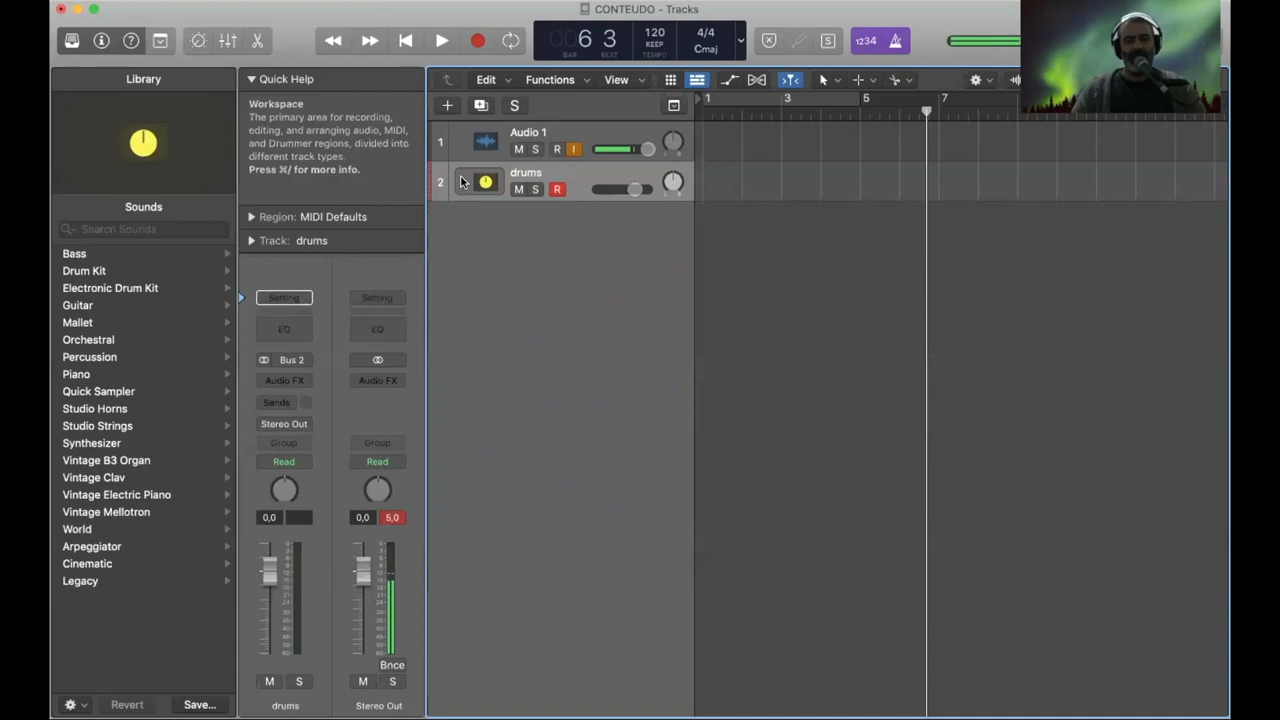 CONTEUDO - Tracks
6 3
BAR BEAT
120
KEEP
TEMPO
4/4
Cmaj
1234
Library
Sounds
Search Sounds
Bass
Drum Kit
Electronic Drum Kit
Guitar
Mallet
Orchestral
Percussion
Piano
Quick Sampler
Studio Horns
Studio Strings
Synthesizer
Vintage B3 Organ
Vintage Clav
Vintage Electric Piano
Vintage Mellotron
World
Arpeggiator
Cinematic
Legacy
Revert
Save...
Quick Help
Workspace
The primary area for recording,
editing, and arranging audio, MIDI,
and Drummer regions, divided into
different track types.
Press ⌘/ for more info.
Region: MIDI Defaults
Track: drums
Setting
Setting
EQ
EQ
Bus 2
Audio FX
Audio FX
Sends
Stereo Out
Group
Group
Read
Read
0,0
0,0 5,0
Bnce
M S
M S
drums
Stereo Out
Edit
Functions
View
S
1 3 5 7
1
Audio 1
M S R I
2
drums
M S R